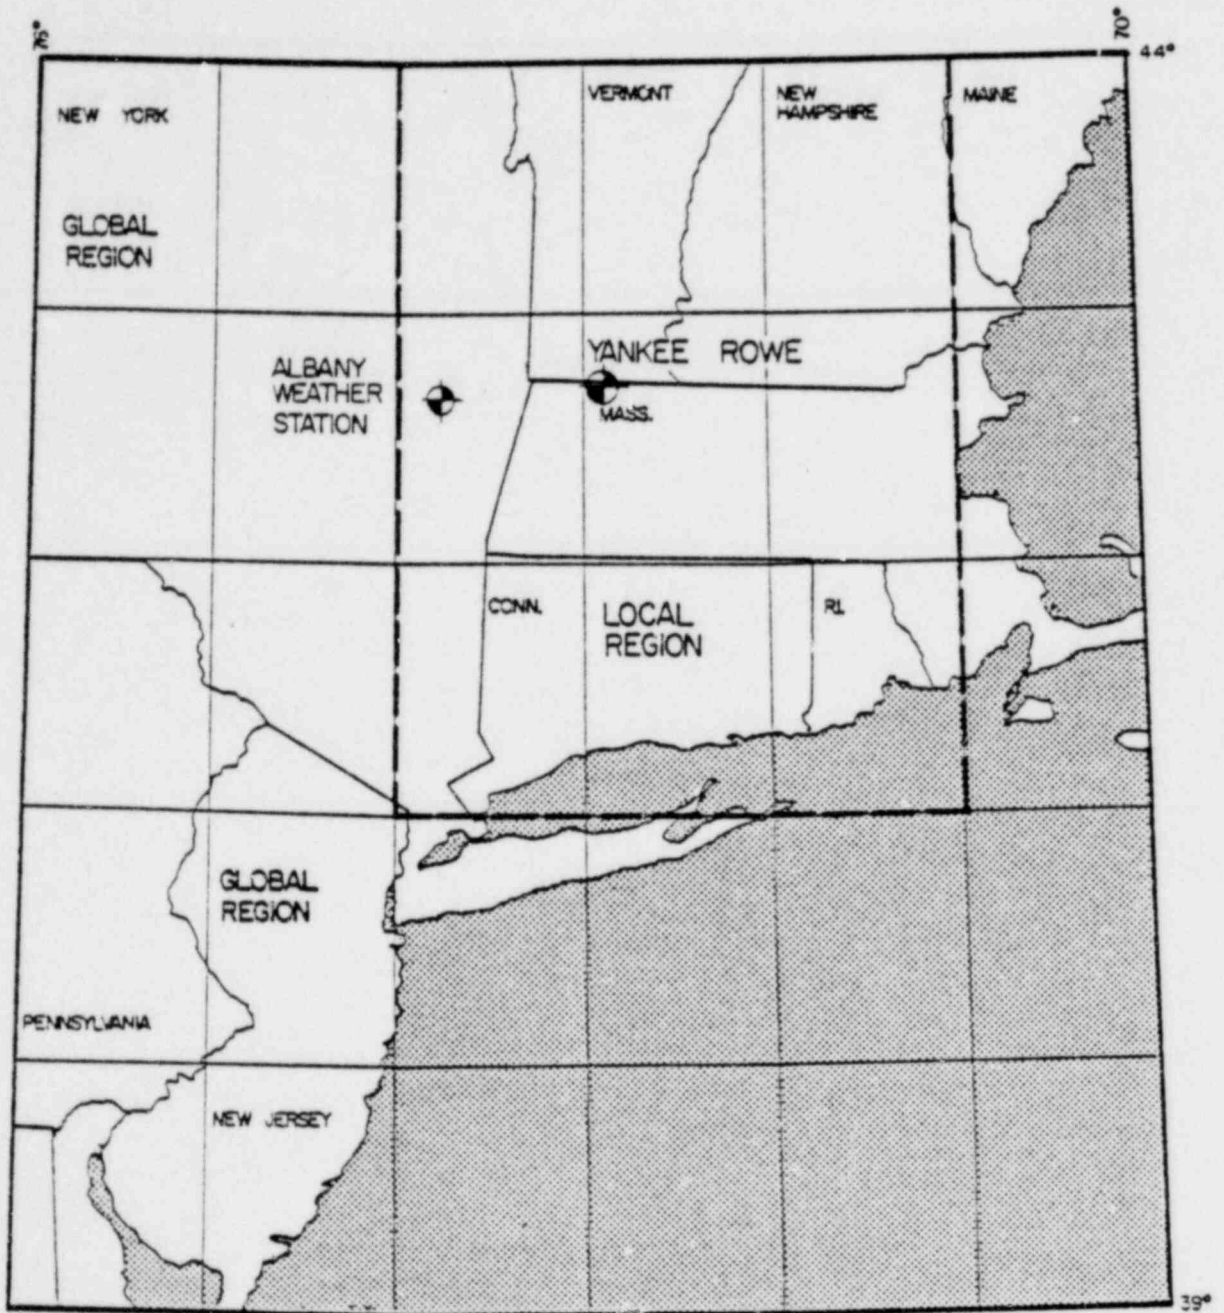 76°
70°
44°
NEW YORK
VERMONT
NEW
HAMPSHIRE
MAINE
GLOBAL
REGION
ALBANY
WEATHER
STATION
YANKEE ROWE
MASS.
CONN.
LOCAL
REGION
R.I.
GLOBAL
REGION
PENNSYLVANIA
NEW JERSEY
39°